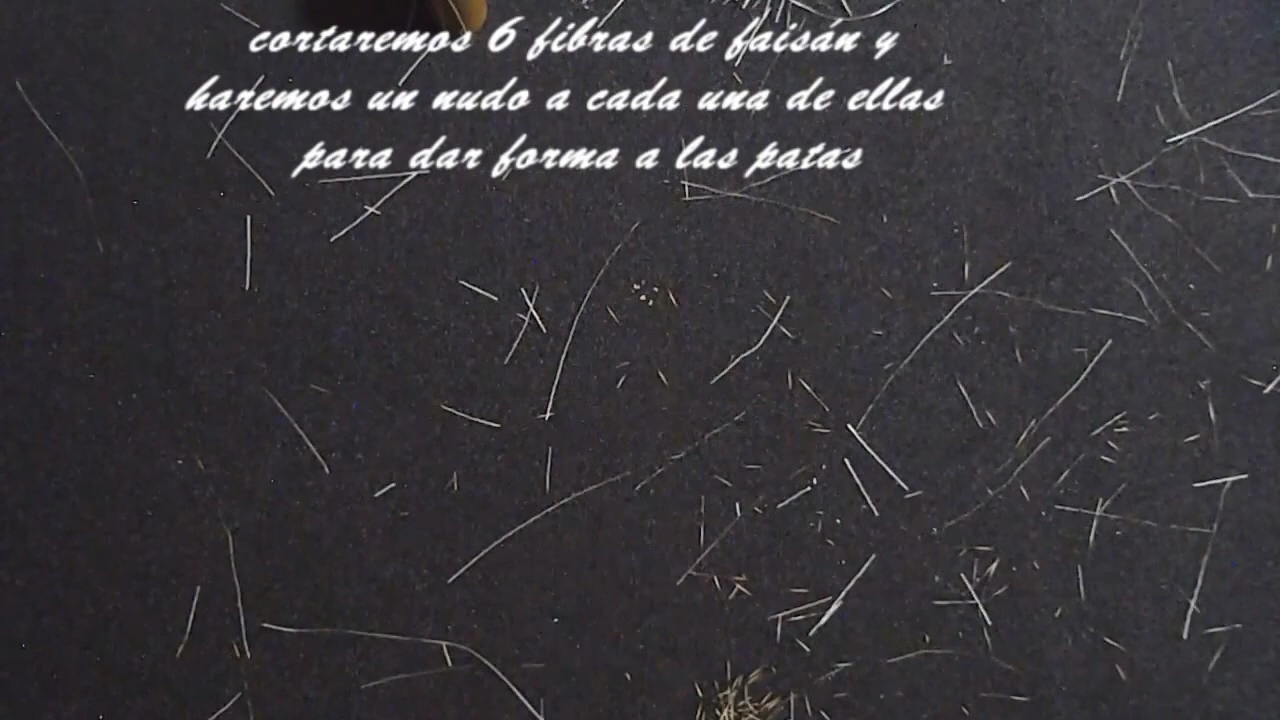 cortaremos 6 fibras de faisán y
haremos un nudo a cada una de ellas
para dar forma a las patas